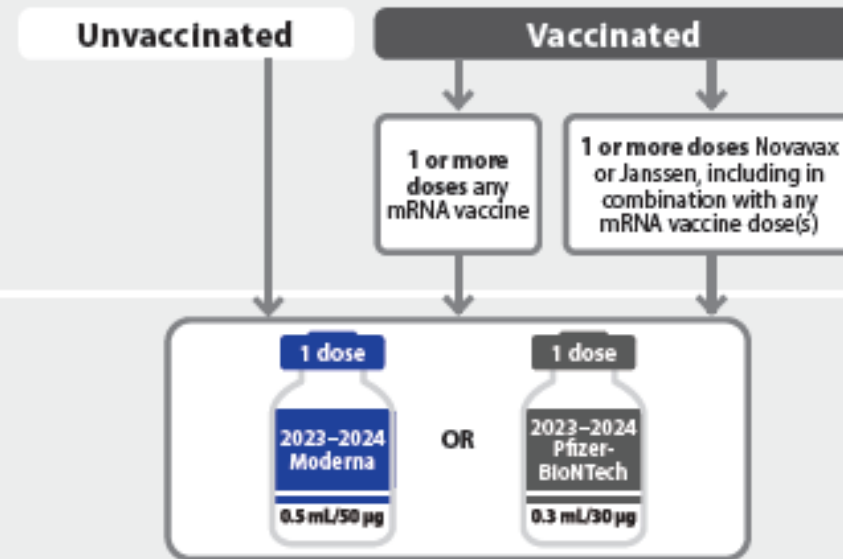 Unvaccinated
Vaccinated
1 or more
doses any
mRNA vaccine
1 or more doses Novavax
or Janssen, including in
combination with any
mRNA vaccine dose(s)
1 dose
2023–2024
Moderna
0.5 mL/50 µg
OR
1 dose
2023–2024
Pfizer-
BioNTech
0.3 mL/30 µg